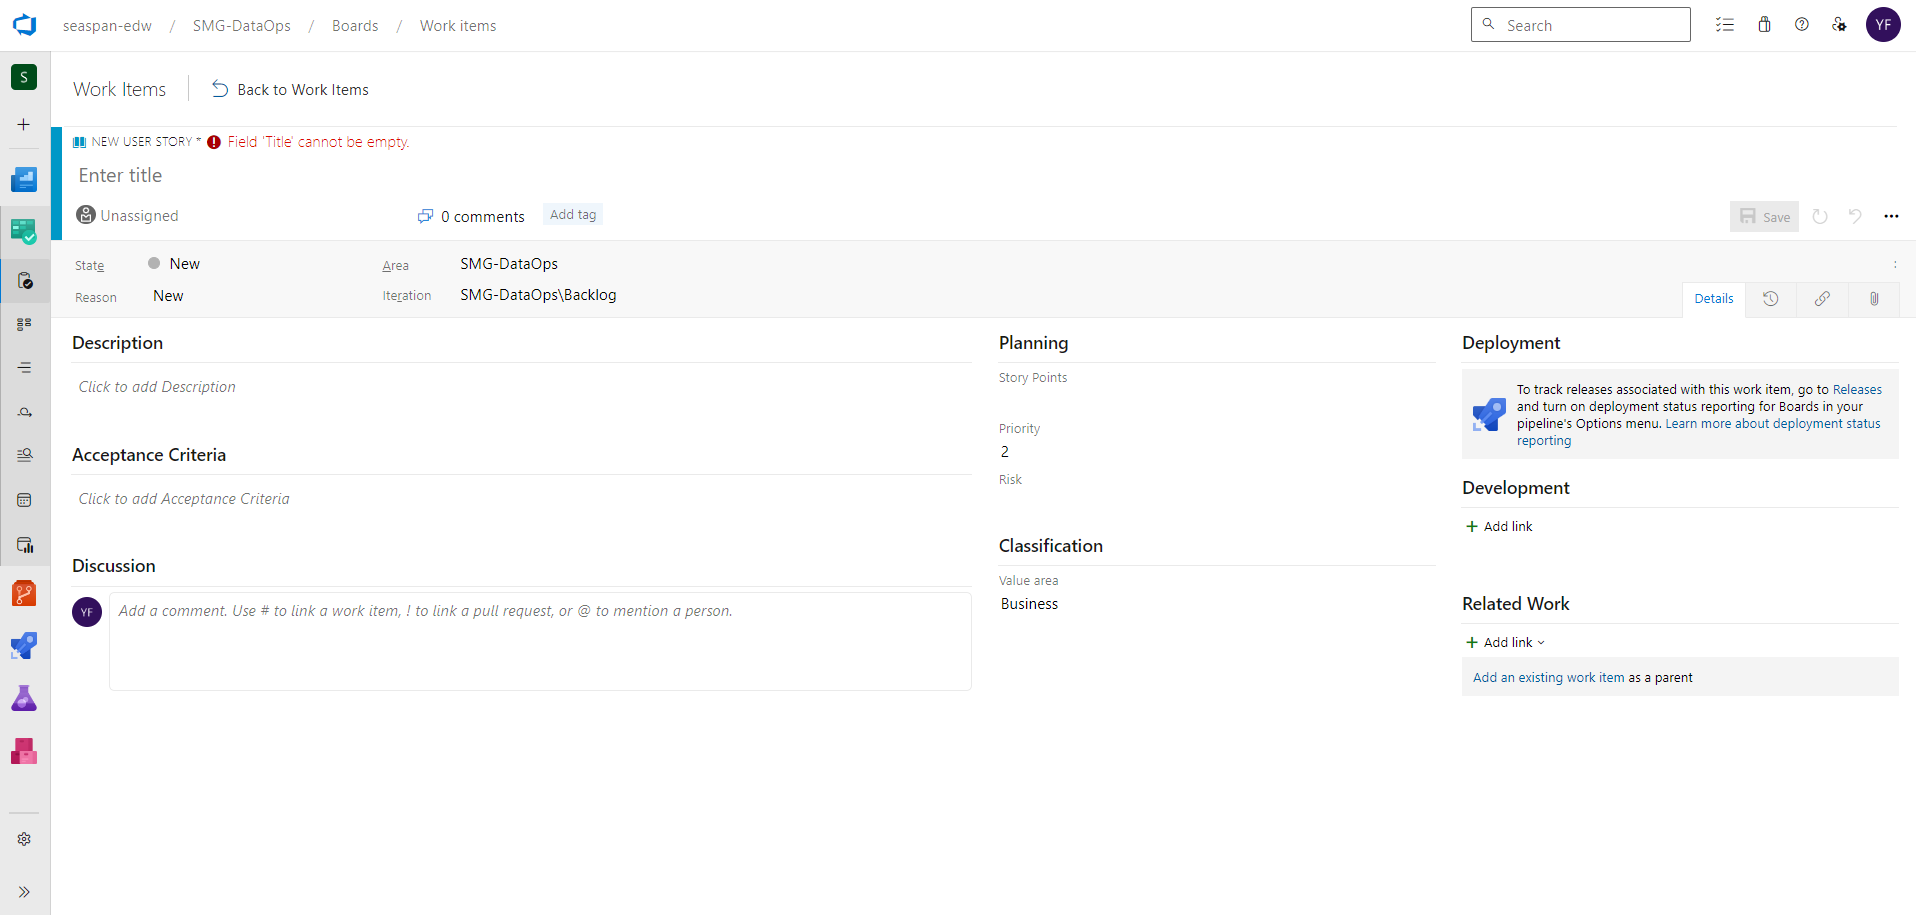 seaspan-edw / SMG-DataOps / Boards / Work items
Search
YF
S
Work Items
Back to Work Items
NEW USER STORY * Field 'Title' cannot be empty.
Enter title
Unassigned
0 comments
Add tag
Save
State
New
Area
SMG-DataOps
Reason
New
Iteration
SMG-DataOps\Backlog
Details
Description
Click to add Description
Acceptance Criteria
Click to add Acceptance Criteria
Discussion
YF
Add a comment. Use # to link a work item, ! to link a pull request, or @ to mention a person.
Planning
Story Points
Priority
2
Risk
Classification
Value area
Business
Deployment
To track releases associated with this work item, go to Releases
and turn on deployment status reporting for Boards in your
pipeline's Options menu. Learn more about deployment status
reporting
Development
Add link
Related Work
Add link
Add an existing work item as a parent